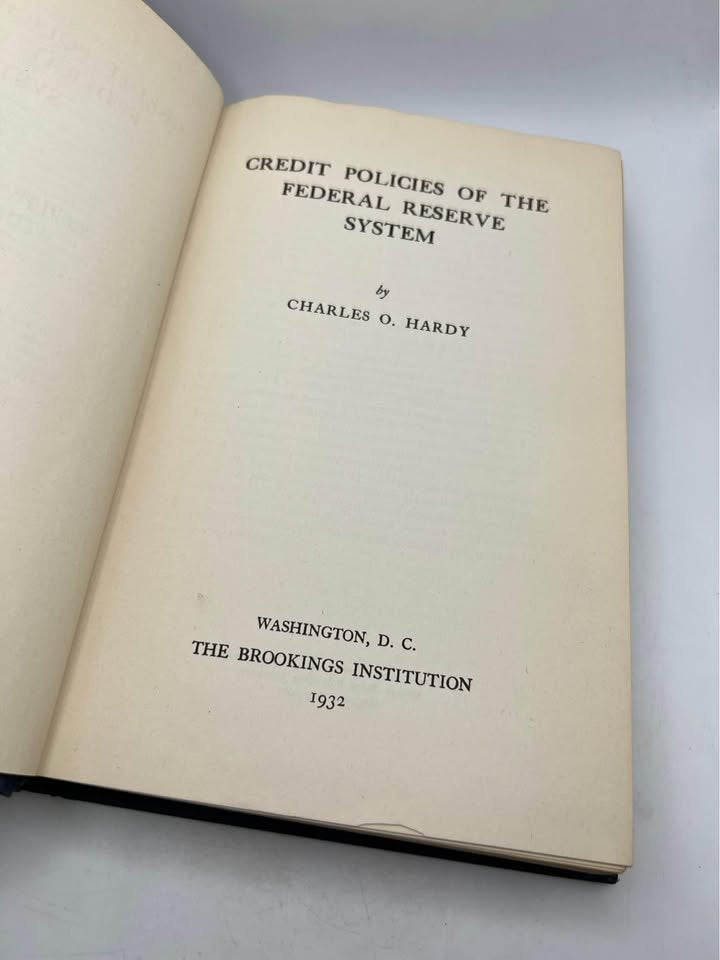 CREDIT POLICIES OF THE
FEDERAL RESERVE
SYSTEM
by
CHARLES O. HARDY
WASHINGTON, D. C.
THE BROOKINGS INSTITUTION
1932